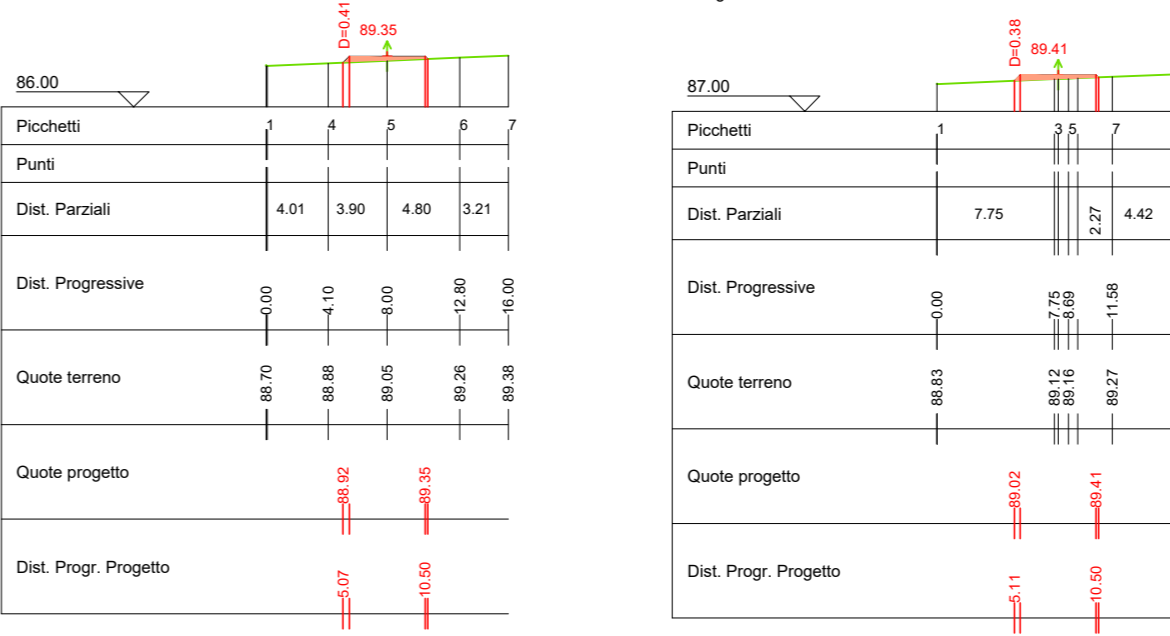 D=0.41
89.35
86.00
Picchetti 1 4 5 6 7
Punti
Dist. Parziali 4.01 3.90 4.80 3.21
Dist. Progressive 0.00 4.10 8.00 12.80 16.00
Quote terreno 88.70 88.88 89.05 89.26 89.38
Quote progetto 88.92 89.35
Dist. Progr. Progetto 5.07 10.50
D=0.38
89.41
87.00
Picchetti 1 3 5 7
Punti
Dist. Parziali 7.75 2.27 4.42
Dist. Progressive 0.00 7.75 8.69 11.58
Quote terreno 88.83 89.12 89.16 89.27
Quote progetto 89.02 89.41
Dist. Progr. Progetto 5.11 10.50